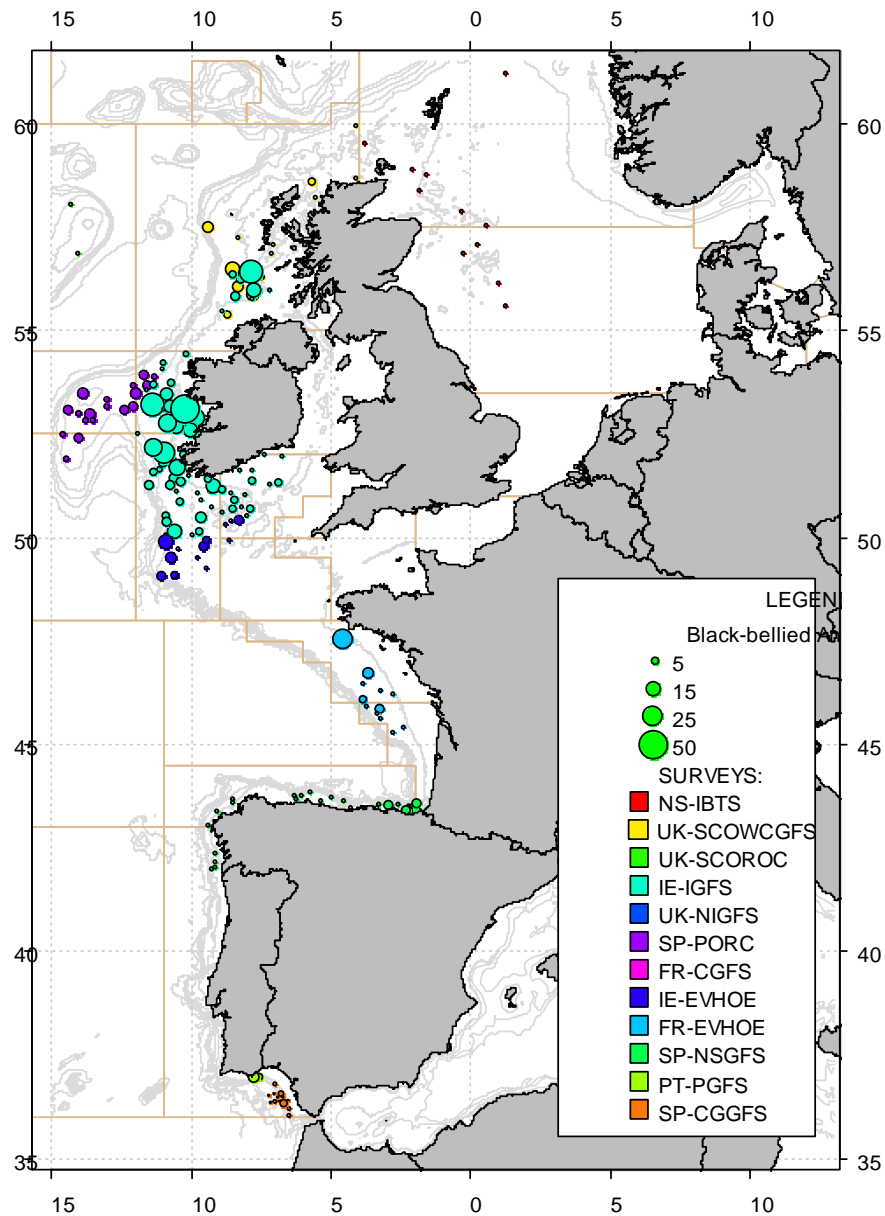 15 10 5 0 5 10
60 60
55 55
50 50
LEGEN
Black-bellied An
5
15
25
50
45 45
SURVEYS:
NS-IBTS
UK-SCOWCGFS
UK-SCOROC
IE-IGFS
UK-NIGFS
SP-PORC
40 40
FR-CGFS
IE-EVHOE
FR-EVHOE
SP-NSGFS
PT-PGFS
SP-CGGFS
35 35
15 10 5 0 5 10